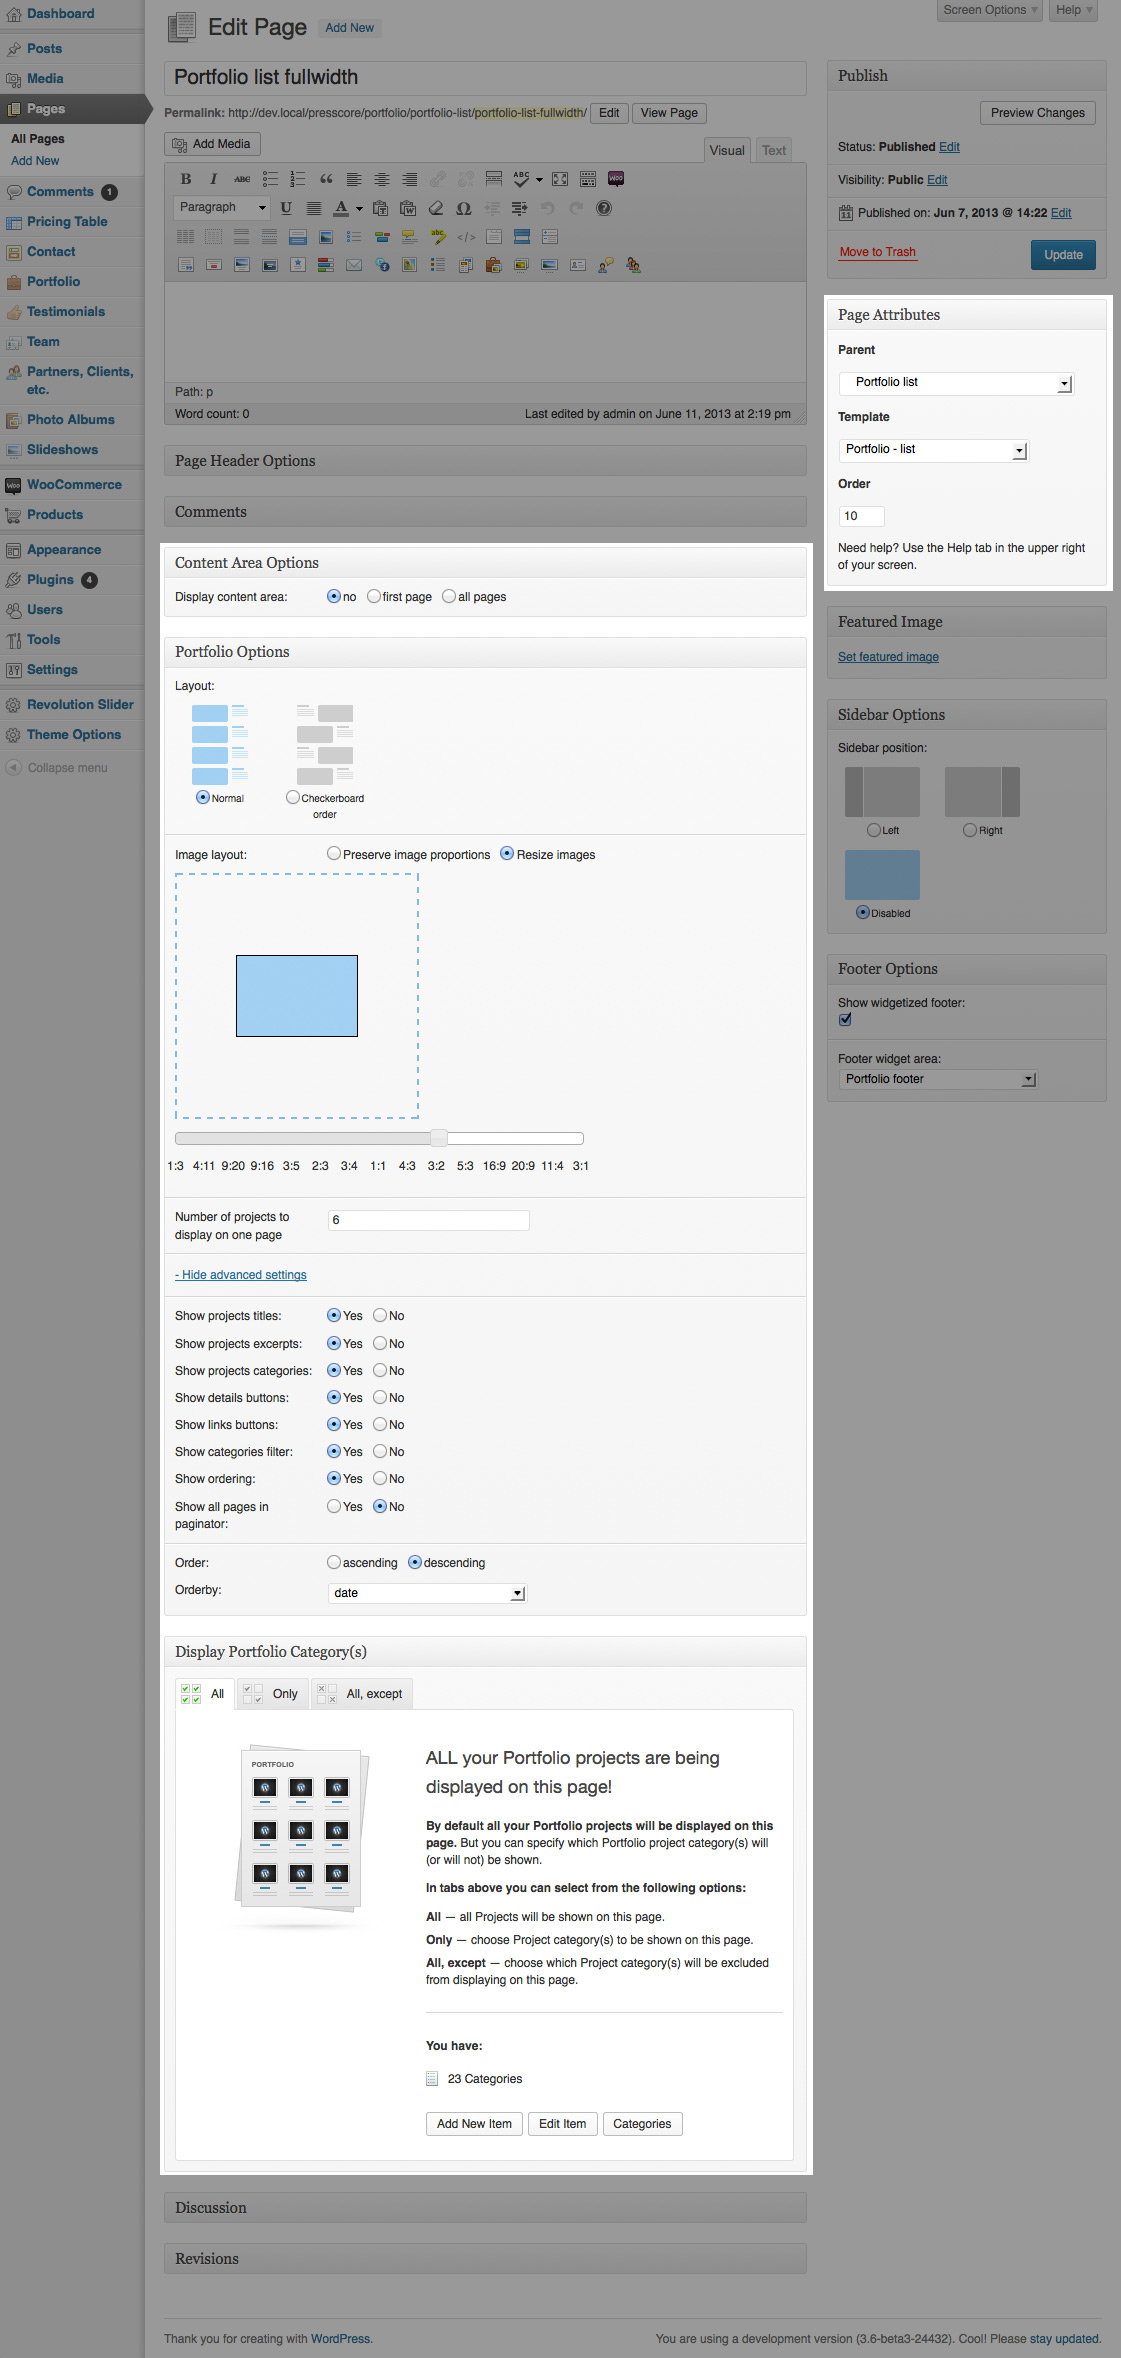 Dashboard
Posts
Media
Pages
All Pages
Add New
Comments 1
Pricing Table
Contact
Portfolio
Testimonials
Team
Partners, Clients,
etc.
Photo Albums
Slideshows
WooCommerce
Products
Appearance
Plugins 4
Users
Tools
Settings
Revolution Slider
Theme Options
Collapse menu
Screen Options Help
Edit Page Add New
Portfolio list fullwidth
Permalink: http://dev.local/presscore/portfolio/portfolio-list/portfolio-list-fullwidth/ Edit View Page
Add Media
Visual Text
B I ABC ABC WOO
Paragraph U A Ω
Path: p
Word count: 0 Last edited by admin on June 11, 2013 at 2:19 pm
Page Header Options
Comments
Content Area Options
Display content area: no first page all pages
Portfolio Options
Layout:
Normal Checkerboard
order
Image layout: Preserve image proportions Resize images
1:3 4:11 9:20 9:16 3:5 2:3 3:4 1:1 4:3 3:2 5:3 16:9 20:9 11:4 3:1
Number of projects to
display on one page 6
- Hide advanced settings
Show projects titles: Yes No
Show projects excerpts: Yes No
Show projects categories: Yes No
Show details buttons: Yes No
Show links buttons: Yes No
Show categories filter: Yes No
Show ordering: Yes No
Show all pages in
paginator: Yes No
Order: ascending descending
Orderby: date
Display Portfolio Category(s)
All Only All, except
PORTFOLIO
ALL your Portfolio projects are being
displayed on this page!
By default all your Portfolio projects will be displayed on this
page. But you can specify which Portfolio project category(s) will
(or will not) be shown.
In tabs above you can select from the following options:
All — all Projects will be shown on this page.
Only — choose Project category(s) to be shown on this page.
All, except — choose which Project category(s) will be excluded
from displaying on this page.
You have:
23 Categories
Add New Item Edit Item Categories
Discussion
Revisions
Publish
Preview Changes
Status: Published Edit
Visibility: Public Edit
Published on: Jun 7, 2013 @ 14:22 Edit
Move to Trash Update
Page Attributes
Parent
Portfolio list
Template
Portfolio - list
Order
10
Need help? Use the Help tab in the upper right
of your screen.
Featured Image
Set featured image
Sidebar Options
Sidebar position:
Left Right
Disabled
Footer Options
Show widgetized footer:
Footer widget area:
Portfolio footer
Thank you for creating with WordPress.
You are using a development version (3.6-beta3-24432). Cool! Please stay updated.